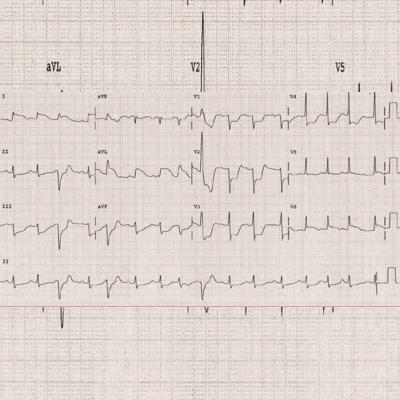 aVL V2 V5
I aVR V1 V4
II aVL V2 V5
III aVF V3 V6
II